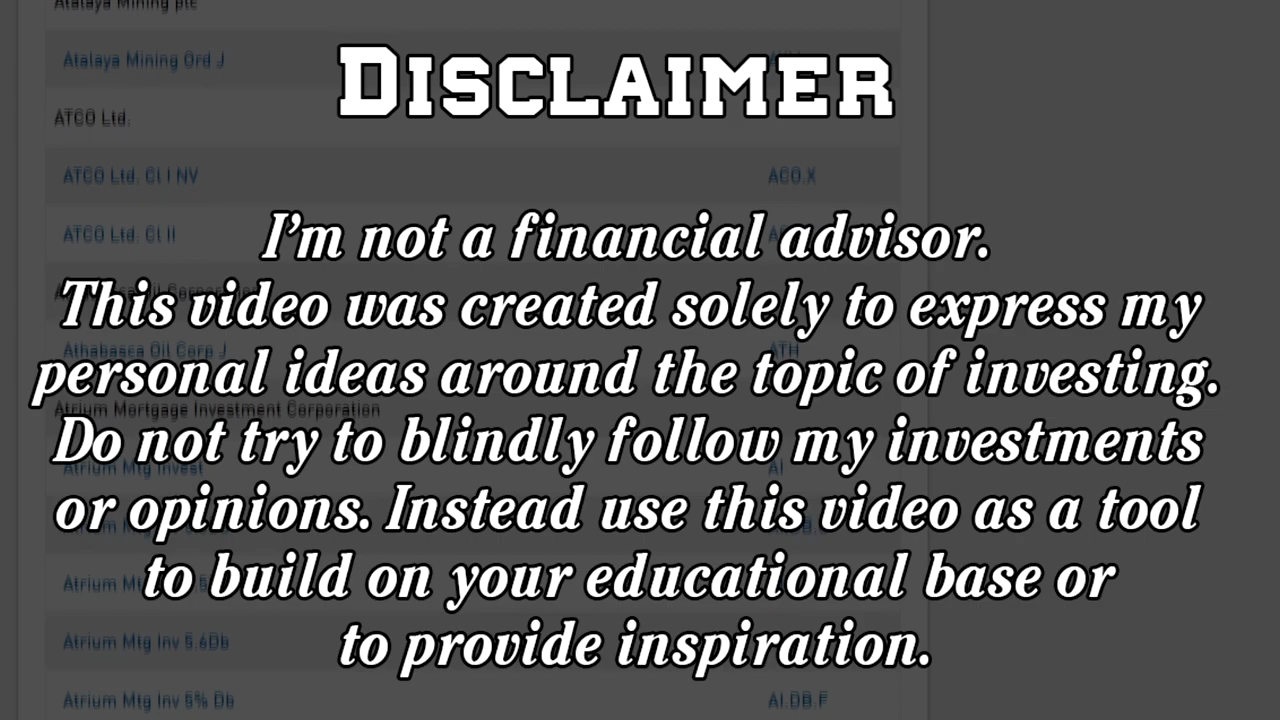 Atalaya Mining plc
DISCLAIMER
Atalaya Mining Ord J
ATCO Ltd.
ATCO Ltd. Cl I NV ACO.X
ATCO Ltd. Cl II
I'm not a financial advisor.
This video was created solely to express my
Athabasca Oil Corp J ATH
personal ideas around the topic of investing.
Atrium Mortgage Investment Corporation
Do not try to blindly follow my investments
Atrium Mtg Invest AI
or opinions. Instead use this video as a tool
to build on your educational base or
Atrium Mtg Inv 5.6Db
to provide inspiration.
Atrium Mtg Inv 5% Db AI.DB.F